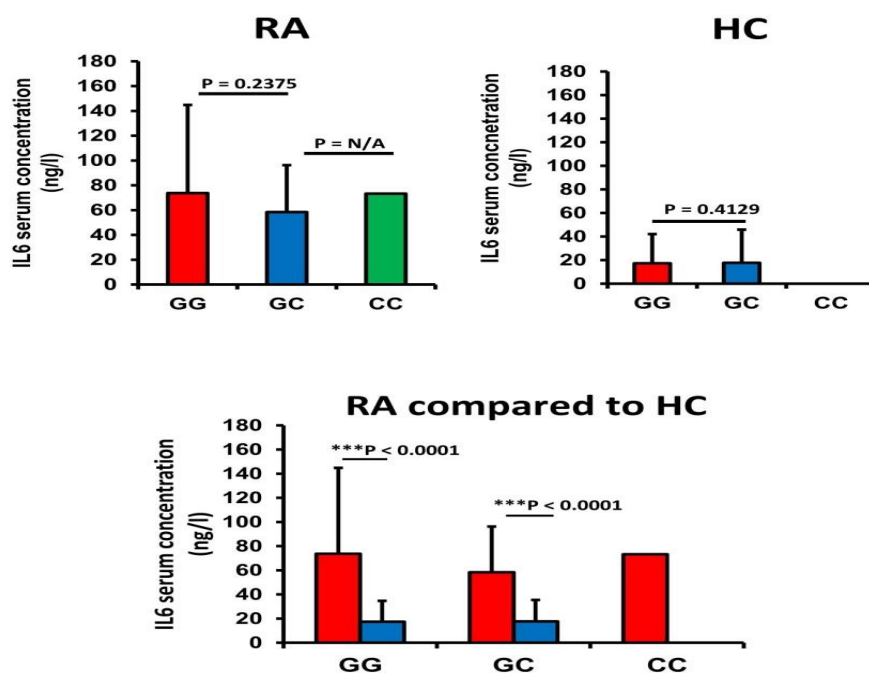 RA
IL6 serum concentration
(ng/l)
180
160
140
120
100
80
60
40
20
0
P = 0.2375
P = N/A
GG GC CC
HC
IL6 serum concnetration
(ng/l)
180
160
140
120
100
80
60
40
20
0
P = 0.4129
GG GC CC
RA compared to HC
IL6 serum concentration
(ng/l)
180
160
140
120
100
80
60
40
20
0
***P < 0.0001
***P < 0.0001
GG GC CC